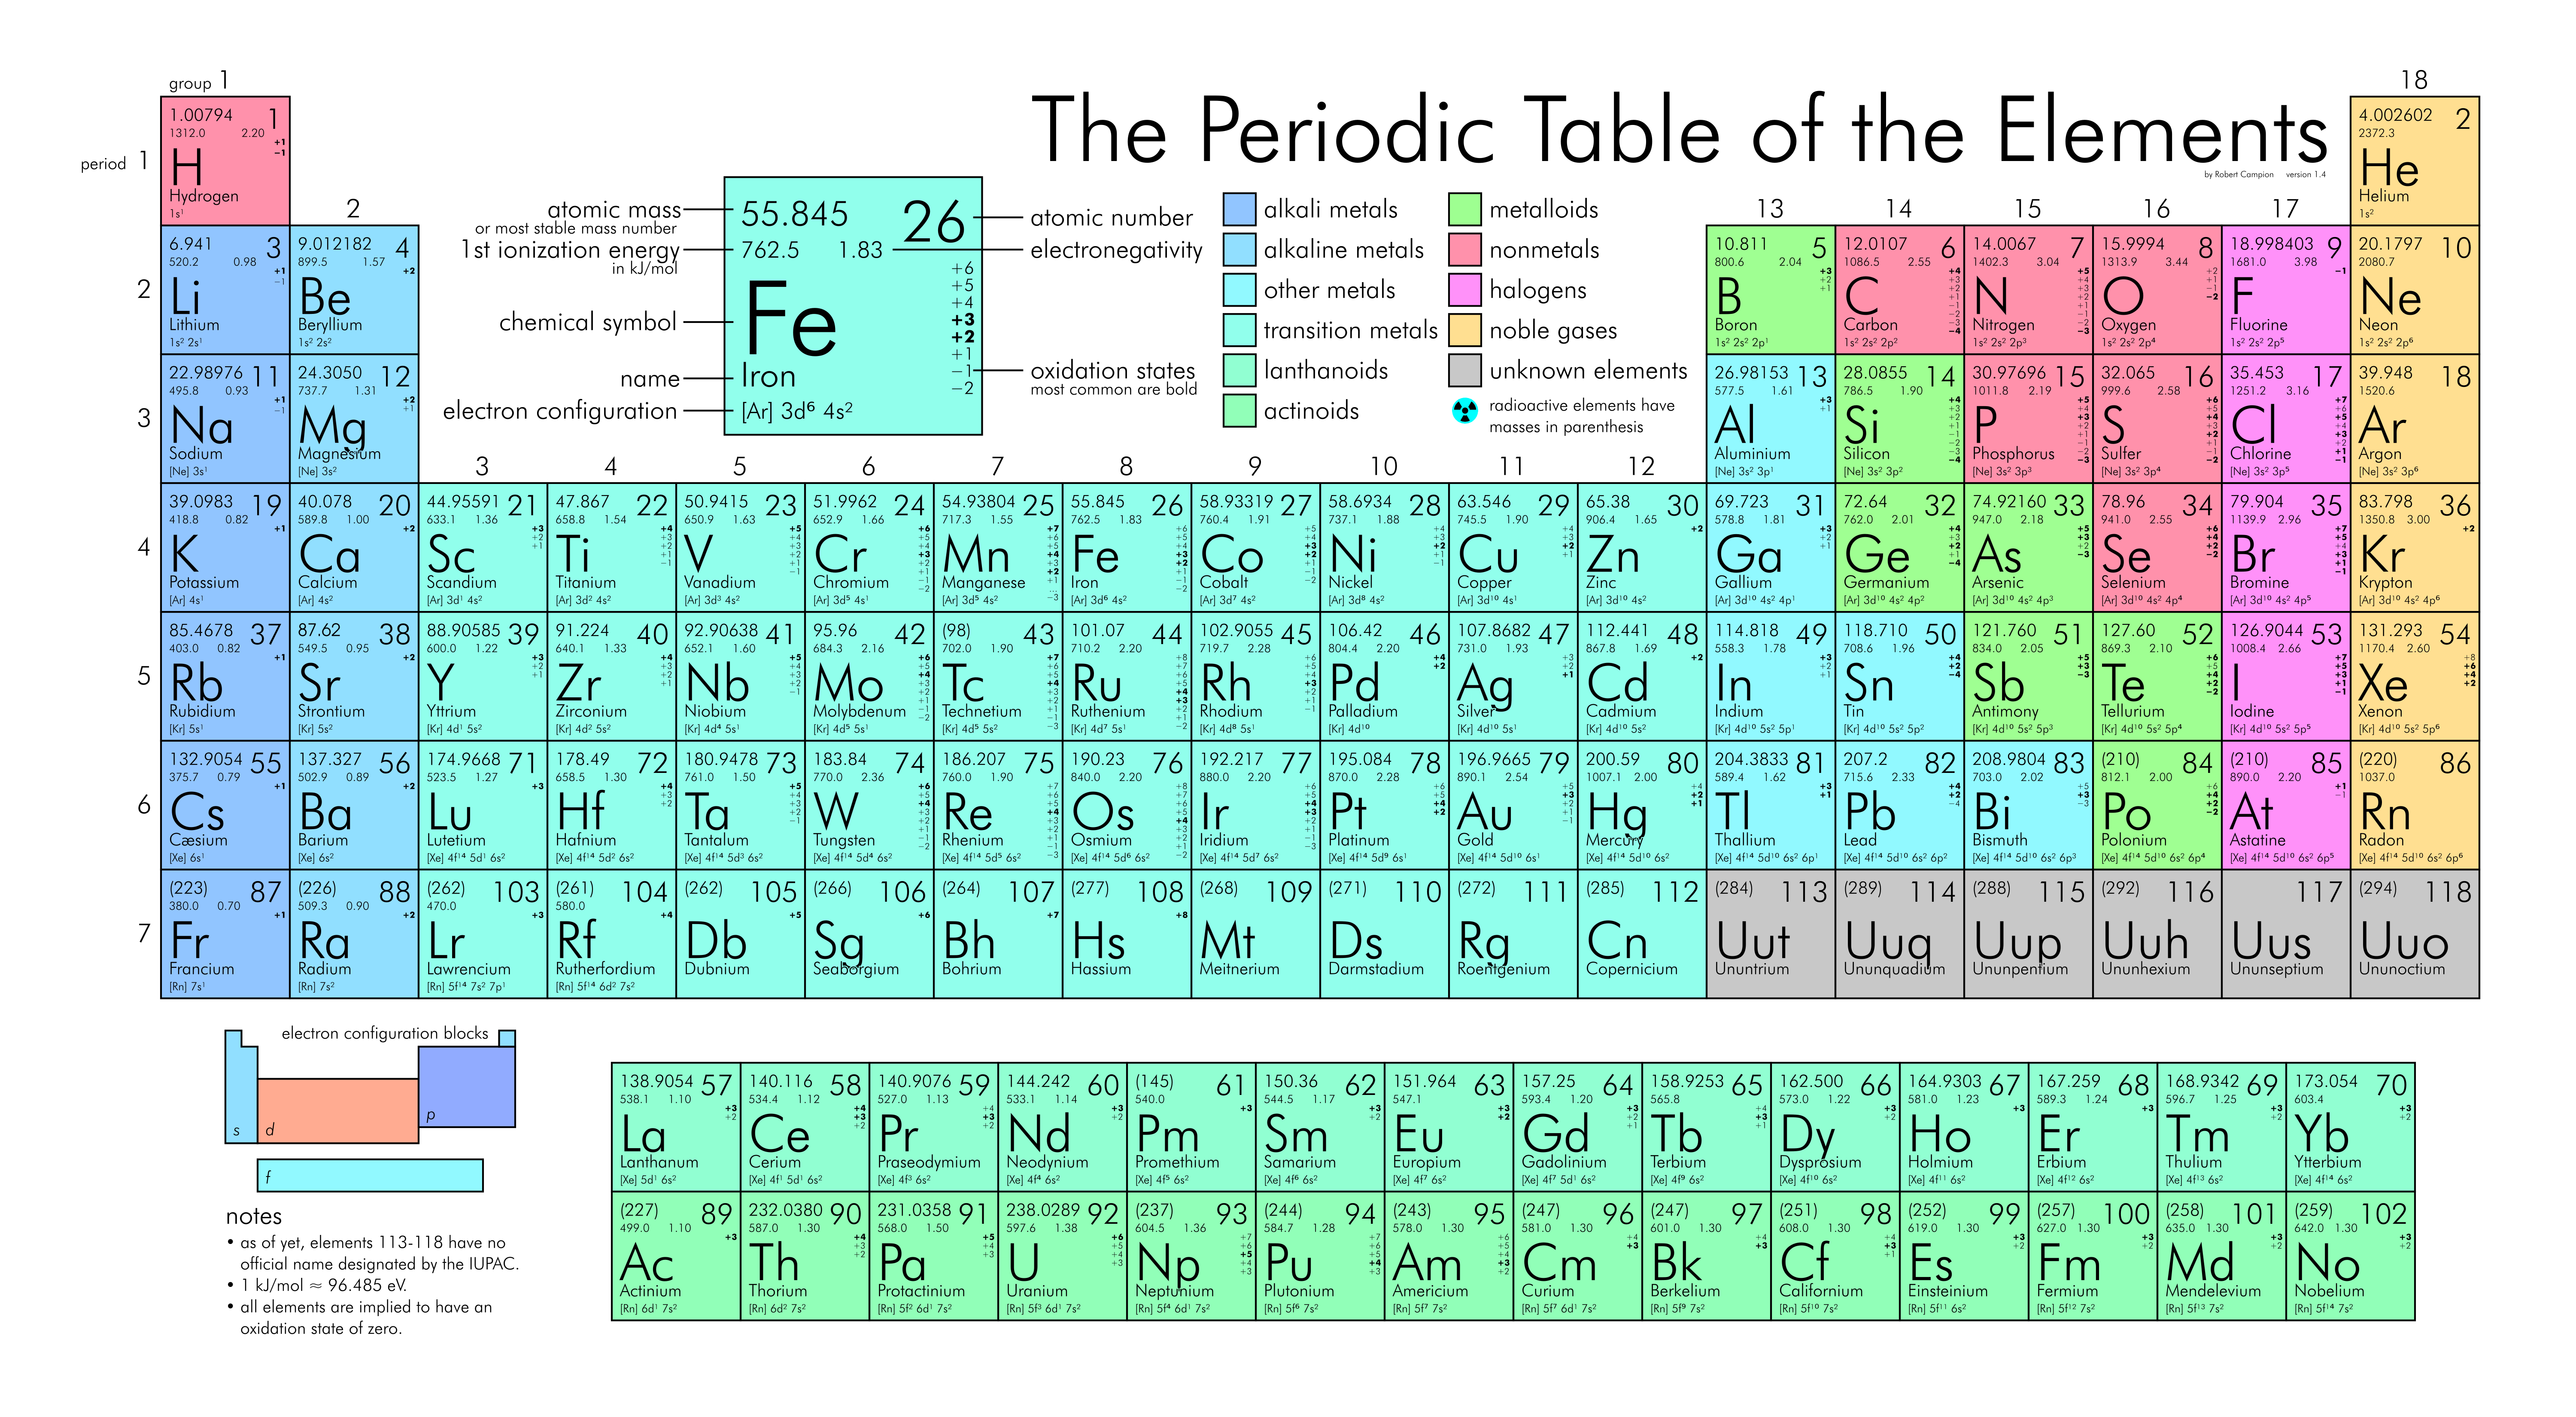 The Periodic Table of the Elements
by Robert Campion version 1.4
group 1
2
3
4
5
6
7
8
9
10
11
12
13
14
15
16
17
18
period 1
2
3
4
5
6
7
atomic mass
or most stable mass number
1st ionization energy
in kJ/mol
chemical symbol
name
electron configuration
55.845 26
762.5 1.83
Fe
+6
+5
+4
+3
+2
+1
−1
−2
Iron
[Ar] 3d⁶ 4s²
atomic number
electronegativity
oxidation states
most common are bold
alkali metals
alkaline metals
other metals
transition metals
lanthanoids
actinoids
metalloids
nonmetals
halogens
noble gases
unknown elements
radioactive elements have
masses in parenthesis
1.00794 1
1312.0 2.20
H
Hydrogen
1s¹
4.002602 2
2372.3
He
Helium
1s²
6.941 3
520.2 0.98
Li
Lithium
1s² 2s¹
9.012182 4
899.5 1.57
Be
Beryllium
1s² 2s²
10.811 5
800.6 2.04
B
Boron
1s² 2s² 2p¹
12.0107 6
1086.5 2.55
C
Carbon
1s² 2s² 2p²
14.0067 7
1402.3 3.04
N
Nitrogen
1s² 2s² 2p³
15.9994 8
1313.9 3.44
O
Oxygen
1s² 2s² 2p⁴
18.998403 9
1681.0 3.98
F
Fluorine
1s² 2s² 2p⁵
20.1797 10
2080.7
Ne
Neon
1s² 2s² 2p⁶
22.98976 11
495.8 0.93
Na
Sodium
[Ne] 3s¹
24.3050 12
737.7 1.31
Mg
Magnesium
[Ne] 3s²
26.98153 13
577.5 1.61
Al
Aluminium
[Ne] 3s² 3p¹
28.0855 14
786.5 1.90
Si
Silicon
[Ne] 3s² 3p²
30.97696 15
1011.8 2.19
P
Phosphorus
[Ne] 3s² 3p³
32.065 16
999.6 2.58
S
Sulfer
[Ne] 3s² 3p⁴
35.453 17
1251.2 3.16
Cl
Chlorine
[Ne] 3s² 3p⁵
39.948 18
1520.6
Ar
Argon
[Ne] 3s² 3p⁶
39.0983 19
418.8 0.82
K
Potassium
[Ar] 4s¹
40.078 20
589.8 1.00
Ca
Calcium
[Ar] 4s²
44.95591 21
633.1 1.36
Sc
Scandium
[Ar] 3d¹ 4s²
47.867 22
658.8 1.54
Ti
Titanium
[Ar] 3d² 4s²
50.9415 23
650.9 1.63
V
Vanadium
[Ar] 3d³ 4s²
51.9962 24
652.9 1.66
Cr
Chromium
[Ar] 3d⁵ 4s¹
54.93804 25
717.3 1.55
Mn
Manganese
[Ar] 3d⁵ 4s²
55.845 26
762.5 1.83
Fe
Iron
[Ar] 3d⁶ 4s²
58.93319 27
760.4 1.91
Co
Cobalt
[Ar] 3d⁷ 4s²
58.6934 28
737.1 1.88
Ni
Nickel
[Ar] 3d⁸ 4s²
63.546 29
745.5 1.90
Cu
Copper
[Ar] 3d¹⁰ 4s¹
65.38 30
906.4 1.65
Zn
Zinc
[Ar] 3d¹⁰ 4s²
69.723 31
578.8 1.81
Ga
Gallium
[Ar] 3d¹⁰ 4s² 4p¹
72.64 32
762.0 2.01
Ge
Germanium
[Ar] 3d¹⁰ 4s² 4p²
74.92160 33
947.0 2.18
As
Arsenic
[Ar] 3d¹⁰ 4s² 4p³
78.96 34
941.0 2.55
Se
Selenium
[Ar] 3d¹⁰ 4s² 4p⁴
79.904 35
1139.9 2.96
Br
Bromine
[Ar] 3d¹⁰ 4s² 4p⁵
83.798 36
1350.8 3.00
Kr
Krypton
[Ar] 3d¹⁰ 4s² 4p⁶
85.4678 37
403.0 0.82
Rb
Rubidium
[Kr] 5s¹
87.62 38
549.5 0.95
Sr
Strontium
[Kr] 5s²
88.90585 39
600.0 1.22
Y
Yttrium
[Kr] 4d¹ 5s²
91.224 40
640.1 1.33
Zr
Zirconium
[Kr] 4d² 5s²
92.90638 41
652.1 1.60
Nb
Niobium
[Kr] 4d⁴ 5s¹
95.96 42
684.3 2.16
Mo
Molybdenum
[Kr] 4d⁵ 5s¹
(98) 43
702.0 1.90
Tc
Technetium
[Kr] 4d⁵ 5s²
101.07 44
710.2 2.20
Ru
Ruthenium
[Kr] 4d⁷ 5s¹
102.9055 45
719.7 2.28
Rh
Rhodium
[Kr] 4d⁸ 5s¹
106.42 46
804.4 2.20
Pd
Palladium
[Kr] 4d¹⁰
107.8682 47
731.0 1.93
Ag
Silver
[Kr] 4d¹⁰ 5s¹
112.441 48
867.8 1.69
Cd
Cadmium
[Kr] 4d¹⁰ 5s²
114.818 49
558.3 1.78
In
Indium
[Kr] 4d¹⁰ 5s² 5p¹
118.710 50
708.6 1.96
Sn
Tin
[Kr] 4d¹⁰ 5s² 5p²
121.760 51
834.0 2.05
Sb
Antimony
[Kr] 4d¹⁰ 5s² 5p³
127.60 52
869.3 2.10
Te
Tellurium
[Kr] 4d¹⁰ 5s² 5p⁴
126.9044 53
1008.4 2.66
I
Iodine
[Kr] 4d¹⁰ 5s² 5p⁵
131.293 54
1170.4 2.60
Xe
Xenon
[Kr] 4d¹⁰ 5s² 5p⁶
132.9054 55
375.7 0.79
Cs
Cæsium
[Xe] 6s¹
137.327 56
502.9 0.89
Ba
Barium
[Xe] 6s²
174.9668 71
523.5 1.27
Lu
Lutetium
[Xe] 4f¹⁴ 5d¹ 6s²
178.49 72
658.5 1.30
Hf
Hafnium
[Xe] 4f¹⁴ 5d² 6s²
180.9478 73
761.0 1.50
Ta
Tantalum
[Xe] 4f¹⁴ 5d³ 6s²
183.84 74
770.0 2.36
W
Tungsten
[Xe] 4f¹⁴ 5d⁴ 6s²
186.207 75
760.0 1.90
Re
Rhenium
[Xe] 4f¹⁴ 5d⁵ 6s²
190.23 76
840.0 2.20
Os
Osmium
[Xe] 4f¹⁴ 5d⁶ 6s²
192.217 77
880.0 2.20
Ir
Iridium
[Xe] 4f¹⁴ 5d⁷ 6s²
195.084 78
870.0 2.28
Pt
Platinum
[Xe] 4f¹⁴ 5d⁹ 6s¹
196.9665 79
890.1 2.54
Au
Gold
[Xe] 4f¹⁴ 5d¹⁰ 6s¹
200.59 80
1007.1 2.00
Hg
Mercury
[Xe] 4f¹⁴ 5d¹⁰ 6s²
204.3833 81
589.4 1.62
Tl
Thallium
[Xe] 4f¹⁴ 5d¹⁰ 6s² 6p¹
207.2 82
715.6 2.33
Pb
Lead
[Xe] 4f¹⁴ 5d¹⁰ 6s² 6p²
208.9804 83
703.0 2.02
Bi
Bismuth
[Xe] 4f¹⁴ 5d¹⁰ 6s² 6p³
(210) 84
812.1 2.00
Po
Polonium
[Xe] 4f¹⁴ 5d¹⁰ 6s² 6p⁴
(210) 85
890.0 2.20
At
Astatine
[Xe] 4f¹⁴ 5d¹⁰ 6s² 6p⁵
(220) 86
1037.0
Rn
Radon
[Xe] 4f¹⁴ 5d¹⁰ 6s² 6p⁶
(223) 87
380.0 0.70
Fr
Francium
[Rn] 7s¹
(226) 88
509.3 0.90
Ra
Radium
[Rn] 7s²
(262) 103
470.0
Lr
Lawrencium
[Rn] 5f¹⁴ 7s² 7p¹
(261) 104
580.0
Rf
Rutherfordium
[Rn] 5f¹⁴ 6d² 7s²
(262) 105
Db
Dubnium
(266) 106
Sg
Seaborgium
(264) 107
Bh
Bohrium
(277) 108
Hs
Hassium
(268) 109
Mt
Meitnerium
(271) 110
Ds
Darmstadium
(272) 111
Rg
Roentgenium
(285) 112
Cn
Copernicium
(284) 113
Uut
Ununtrium
(289) 114
Uuq
Ununquadium
(288) 115
Uup
Ununpentium
(292) 116
Uuh
Ununhexium
117
Uus
Ununseptium
(294) 118
Uuo
Ununoctium
138.9054 57
538.1 1.10
La
Lanthanum
[Xe] 5d¹ 6s²
140.116 58
534.4 1.12
Ce
Cerium
[Xe] 4f¹ 5d¹ 6s²
140.9076 59
527.0 1.13
Pr
Praseodymium
[Xe] 4f³ 6s²
144.242 60
533.1 1.14
Nd
Neodynium
[Xe] 4f⁴ 6s²
(145) 61
540.0
Pm
Promethium
[Xe] 4f⁵ 6s²
150.36 62
544.5 1.17
Sm
Samarium
[Xe] 4f⁶ 6s²
151.964 63
547.1
Eu
Europium
[Xe] 4f⁷ 6s²
157.25 64
593.4 1.20
Gd
Gadolinium
[Xe] 4f⁷ 5d¹ 6s²
158.9253 65
565.8
Tb
Terbium
[Xe] 4f⁹ 6s²
162.500 66
573.0 1.22
Dy
Dysprosium
[Xe] 4f¹⁰ 6s²
164.9303 67
581.0 1.23
Ho
Holmium
[Xe] 4f¹¹ 6s²
167.259 68
589.3 1.24
Er
Erbium
[Xe] 4f¹² 6s²
168.9342 69
596.7 1.25
Tm
Thulium
[Xe] 4f¹³ 6s²
173.054 70
603.4
Yb
Ytterbium
[Xe] 4f¹⁴ 6s²
(227) 89
499.0 1.10
Ac
Actinium
[Rn] 6d¹ 7s²
232.0380 90
587.0 1.30
Th
Thorium
[Rn] 6d² 7s²
231.0358 91
568.0 1.50
Pa
Protactinium
[Rn] 5f² 6d¹ 7s²
238.0289 92
597.6 1.38
U
Uranium
[Rn] 5f³ 6d¹ 7s²
(237) 93
604.5 1.36
Np
Neptunium
[Rn] 5f⁴ 6d¹ 7s²
(244) 94
584.7 1.28
Pu
Plutonium
[Rn] 5f⁶ 7s²
(243) 95
578.0 1.30
Am
Americium
[Rn] 5f⁷ 7s²
(247) 96
581.0 1.30
Cm
Curium
[Rn] 5f⁷ 6d¹ 7s²
(247) 97
601.0 1.30
Bk
Berkelium
[Rn] 5f⁹ 7s²
(251) 98
608.0 1.30
Cf
Californium
[Rn] 5f¹⁰ 7s²
(252) 99
619.0 1.30
Es
Einsteinium
[Rn] 5f¹¹ 6s²
(257) 100
627.0 1.30
Fm
Fermium
[Rn] 5f¹² 7s²
(258) 101
635.0 1.30
Md
Mendelevium
[Rn] 5f¹³ 7s²
(259) 102
642.0 1.30
No
Nobelium
[Rn] 5f¹⁴ 7s²
electron configuration blocks
s
d
p
f
notes
• as of yet, elements 113-118 have no
official name designated by the IUPAC.
• 1 kJ/mol ≈ 96.485 eV.
• all elements are implied to have an
oxidation state of zero.